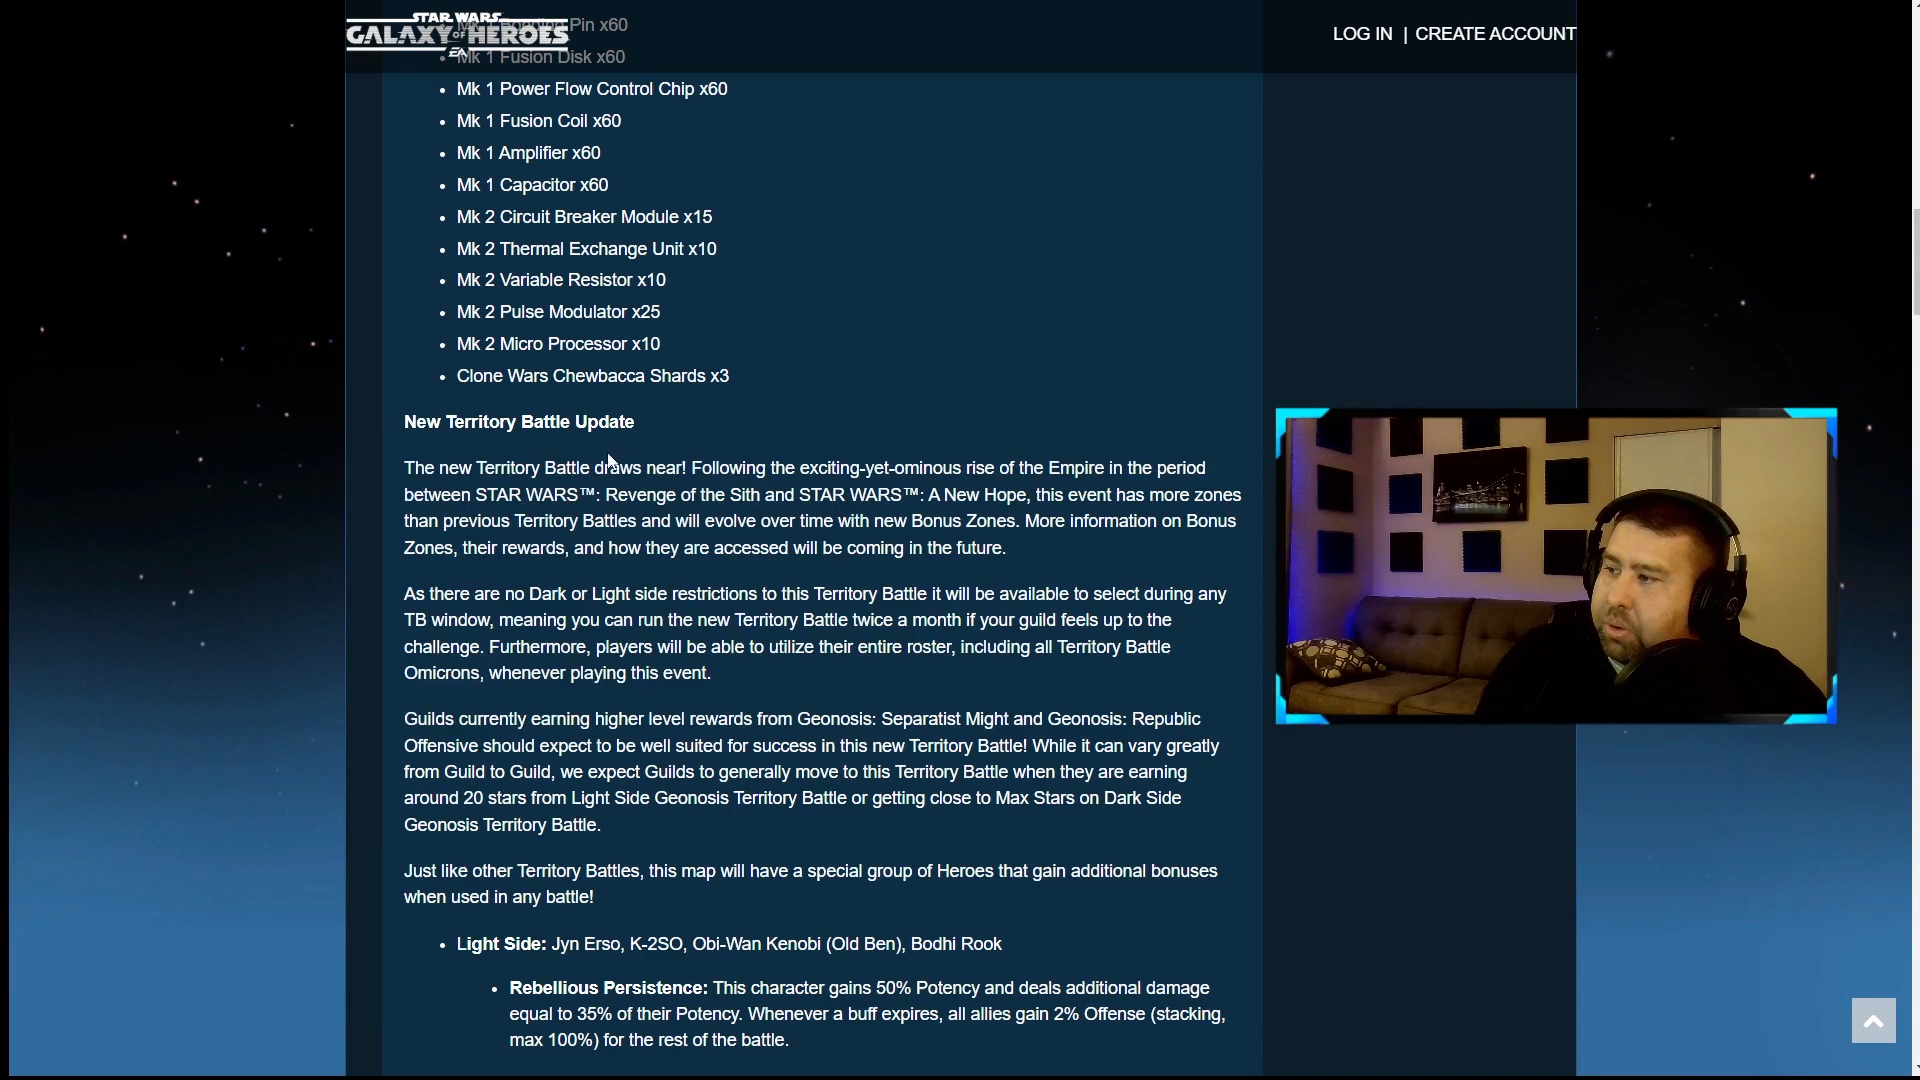 STAR WARS
GALAXY OF HEROES
EA
LOG IN | CREATE ACCOUNT
Pin x60
Mk 1 Fusion Disk x60
Mk 1 Power Flow Control Chip x60
Mk 1 Fusion Coil x60
Mk 1 Amplifier x60
Mk 1 Capacitor x60
Mk 2 Circuit Breaker Module x15
Mk 2 Thermal Exchange Unit x10
Mk 2 Variable Resistor x10
Mk 2 Pulse Modulator x25
Mk 2 Micro Processor x10
Clone Wars Chewbacca Shards x3
New Territory Battle Update
The new Territory Battle draws near! Following the exciting-yet-ominous rise of the Empire in the period
between STAR WARS™: Revenge of the Sith and STAR WARS™: A New Hope, this event has more zones
than previous Territory Battles and will evolve over time with new Bonus Zones. More information on Bonus
Zones, their rewards, and how they are accessed will be coming in the future.
As there are no Dark or Light side restrictions to this Territory Battle it will be available to select during any
TB window, meaning you can run the new Territory Battle twice a month if your guild feels up to the
challenge. Furthermore, players will be able to utilize their entire roster, including all Territory Battle
Omicrons, whenever playing this event.
Guilds currently earning higher level rewards from Geonosis: Separatist Might and Geonosis: Republic
Offensive should expect to be well suited for success in this new Territory Battle! While it can vary greatly
from Guild to Guild, we expect Guilds to generally move to this Territory Battle when they are earning
around 20 stars from Light Side Geonosis Territory Battle or getting close to Max Stars on Dark Side
Geonosis Territory Battle.
Just like other Territory Battles, this map will have a special group of Heroes that gain additional bonuses
when used in any battle!
Light Side: Jyn Erso, K-2SO, Obi-Wan Kenobi (Old Ben), Bodhi Rook
Rebellious Persistence: This character gains 50% Potency and deals additional damage
equal to 35% of their Potency. Whenever a buff expires, all allies gain 2% Offense (stacking,
max 100%) for the rest of the battle.